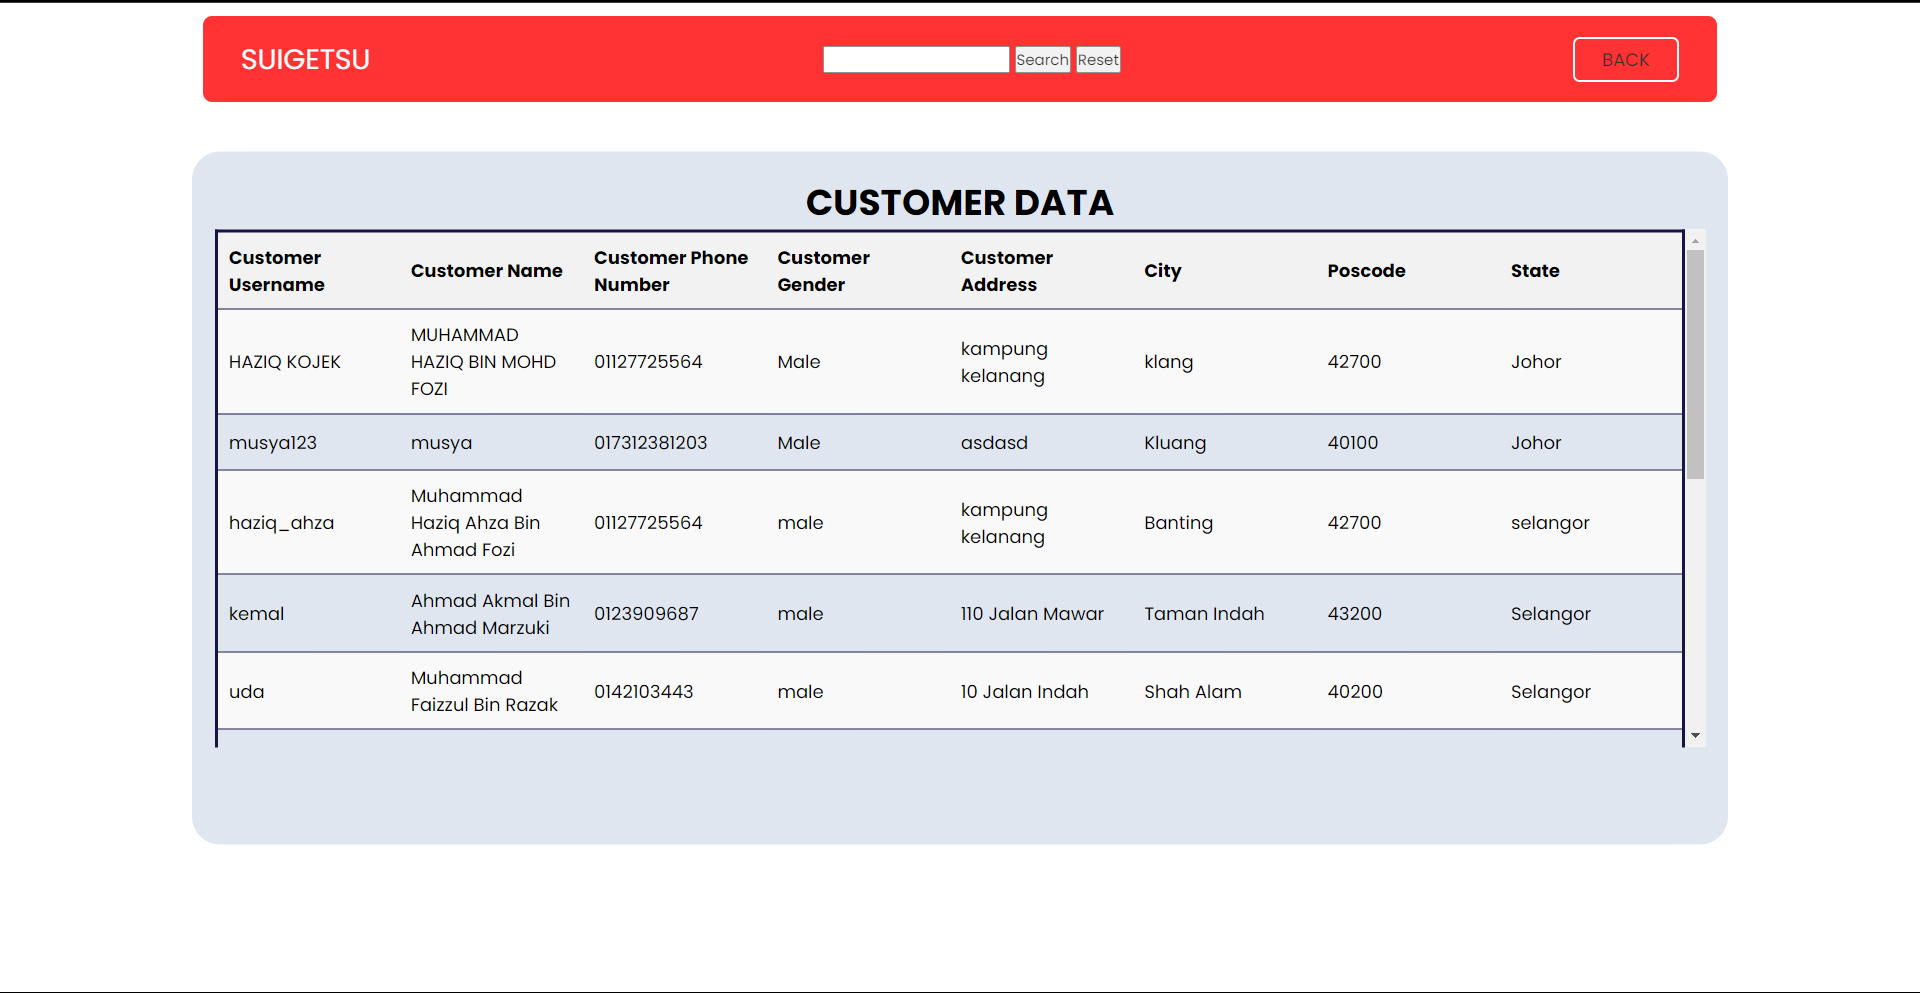 SUIGETSU
Search Reset
BACK
CUSTOMER DATA
Customer Username Customer Name Customer Phone Number Customer Gender Customer Address City Poscode State
HAZIQ KOJEK MUHAMMAD HAZIQ BIN MOHD FOZI 01127725564 Male kampung kelanang klang 42700 Johor
musya123 musya 017312381203 Male asdasd Kluang 40100 Johor
haziq_ahza Muhammad Haziq Ahza Bin Ahmad Fozi 01127725564 male kampung kelanang Banting 42700 selangor
kemal Ahmad Akmal Bin Ahmad Marzuki 0123909687 male 110 Jalan Mawar Taman Indah 43200 Selangor
uda Muhammad Faizzul Bin Razak 0142103443 male 10 Jalan Indah Shah Alam 40200 Selangor